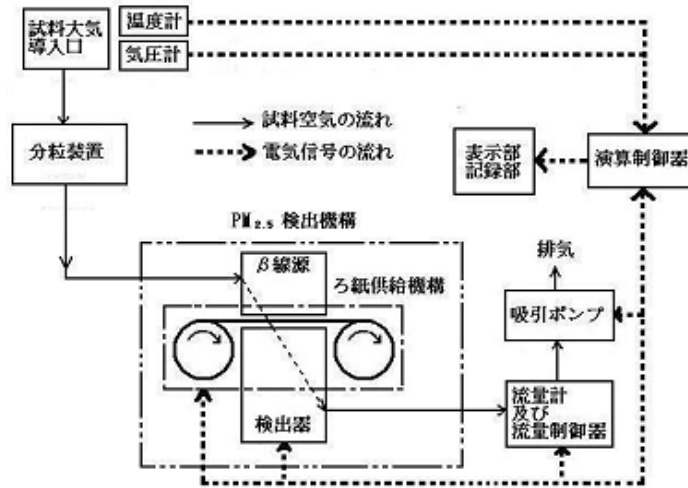 試料大気
導入口
温度計
気圧計
試料空気の流れ
電気信号の流れ
分粒装置
表示部
記録部
演算制御器
PM2.5 検出機構
β線源
ろ紙供給機構
排気
吸引ポンプ
検出器
流量計
及び
流量制御器